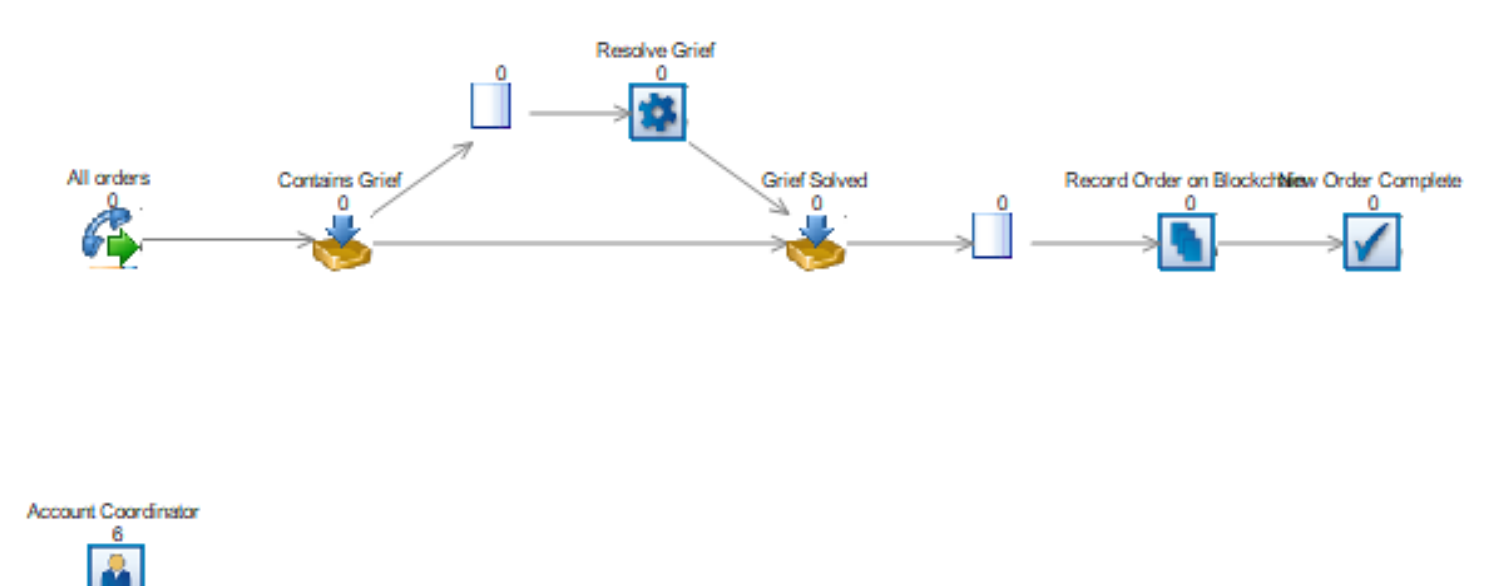 Resolve Grief
0
0
All orders
0
Contains Grief
0
Grief Solved
0
0
Record Order on Blockchain
0
New Order Complete
0
Account Coordinator
6